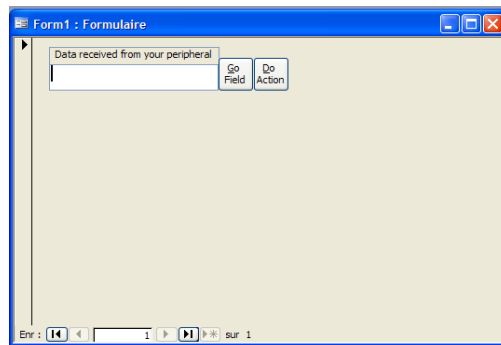 Form1 : Formulaire
Data received from your peripheral
Go Field
Do Action
Enr : 1 sur 1